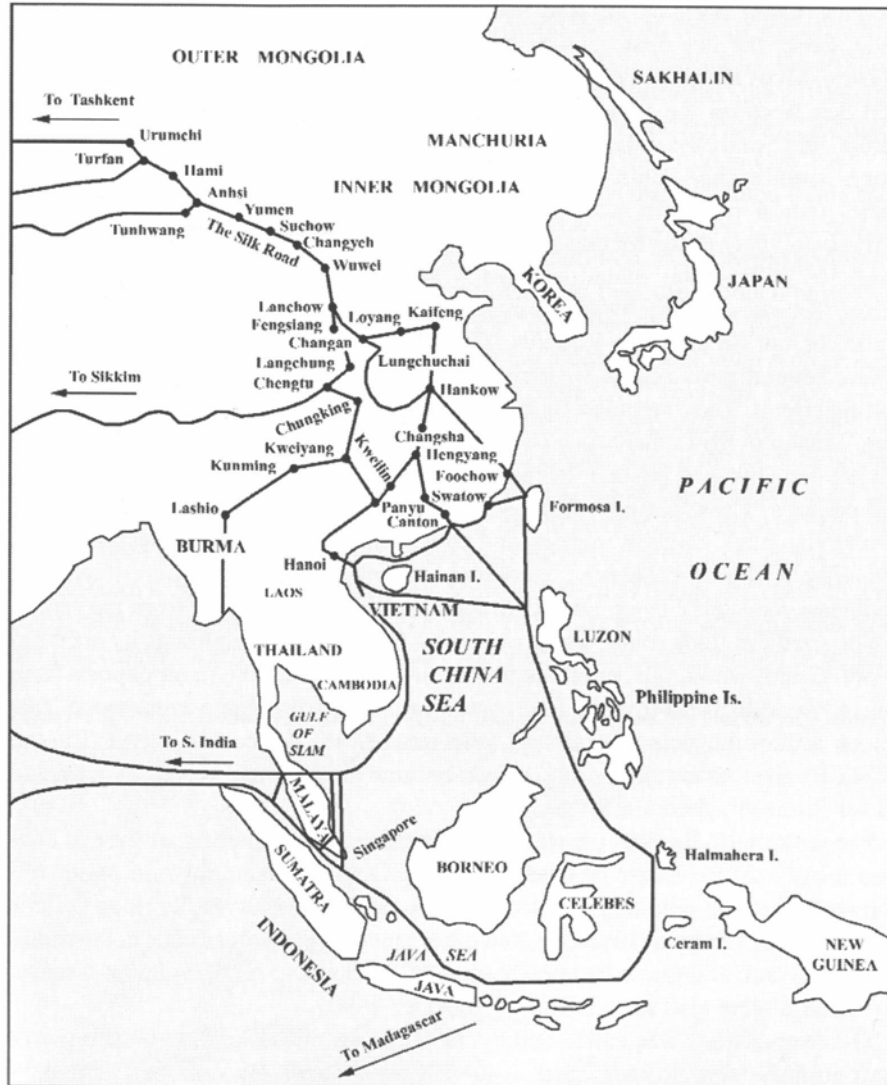 OUTER MONGOLIA
SAKHALIN
To Tashkent
Urumchi
MANCHURIA
Turfan
Hami
INNER MONGOLIA
Anhsi
Yumen
Suchow
Tunhwang
The Silk Road
Changyeh
Wuwei
KOREA
JAPAN
Lanchow
Loyang
Kaifeng
Fengsiang
Changan
Langchung
Lungchuchai
Chengtu
Hankow
To Sikkim
Chungking
Changsha
Kweiyang
Kweilin
Hengyang
Kunming
Foochow
Swatow
PACIFIC
Lashio
Panyu
Formosa I.
Canton
BURMA
Hanoi
Hainan I.
OCEAN
LAOS
VIETNAM
LUZON
THAILAND
SOUTH
CHINA
SEA
CAMBODIA
Philippine Is.
GULF
OF
SIAM
To S. India
MALAYA
Singapore
BORNEO
Halmahera I.
SUMATRA
CELEBES
INDONESIA
Ceram I.
NEW
GUINEA
JAVA SEA
JAVA
To Madagascar